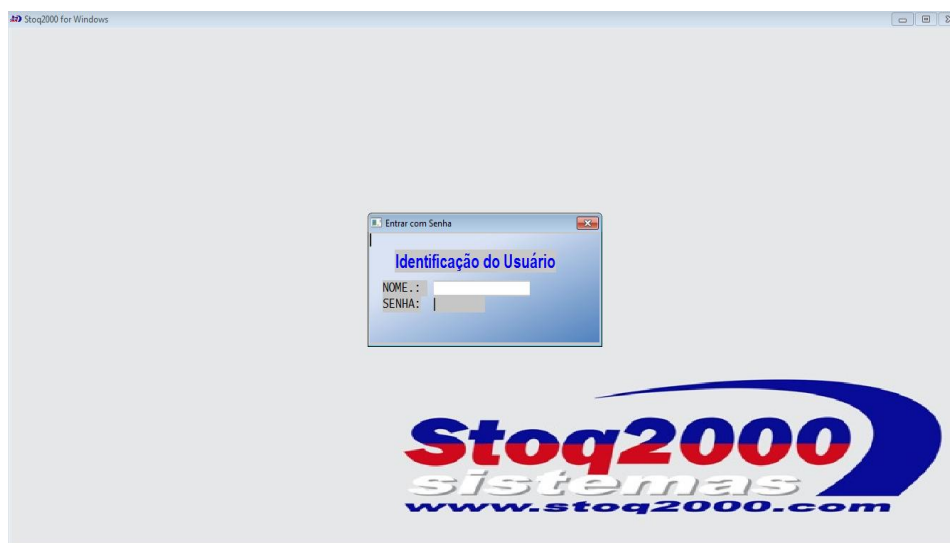 Stoq2000 for Windows
Entrar com Senha
Identificação do Usuário
NOME.:
SENHA:
Stoq2000
sistemas
www.stoq2000.com